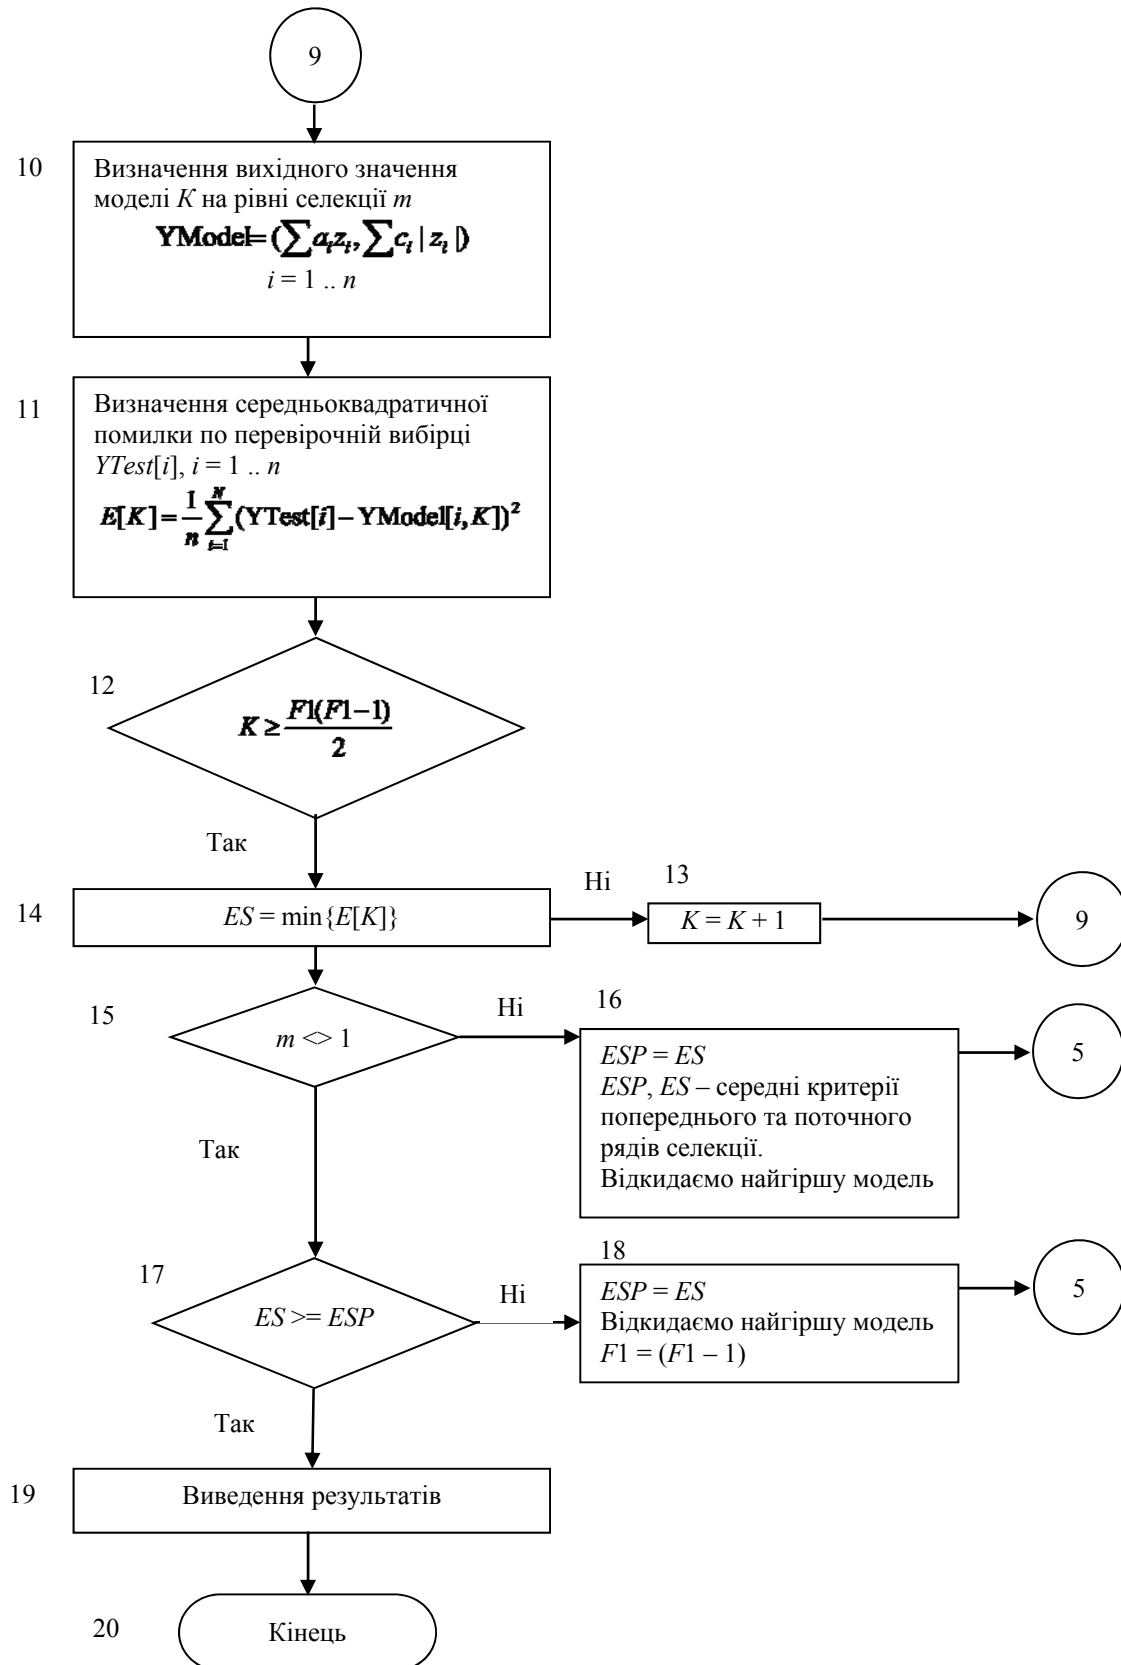 9
10
Визначення вихідного значення
моделі K на рівні селекції m
YModel=(∑a_i z_i, ∑c_i | z_i |)
i = 1 .. n
11
Визначення середньоквадратичної
помилки по перевірочній вибірці
YTest[i], i = 1 .. n
E[K] = \frac{1}{n} \sum_{i=1}^{N} (YTest[i] − YModel[i, K])^2
12
K ≥ \frac{F1(F1−1)}{2}
Так
14
ES = min{E[K]}
Ні
13
K = K + 1
9
15
m <> 1
Ні
16
ESP = ES
ESP, ES – середні критерії
попереднього та поточного
рядів селекції.
Відкидаємо найгіршу модель
5
Так
17
ES >= ESP
Ні
18
ESP = ES
Відкидаємо найгіршу модель
F1 = (F1 – 1)
5
Так
19
Виведення результатів
20
Кінець